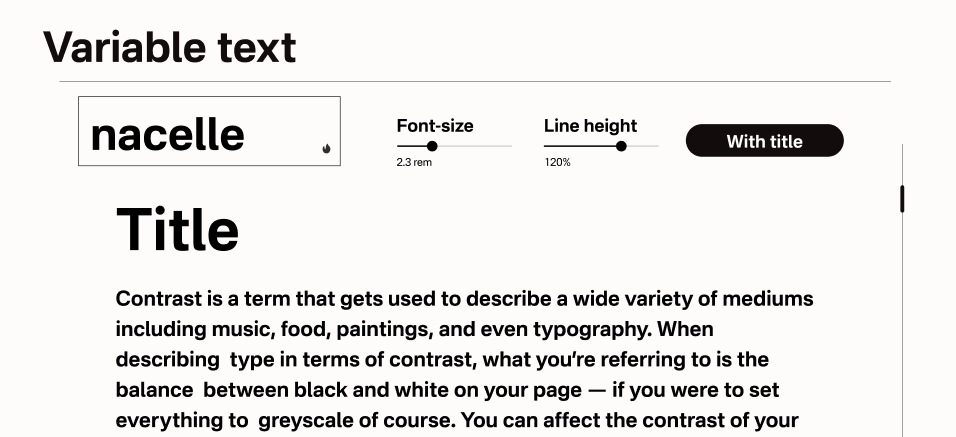 Variable text
nacelle
Font-size
2.3 rem
Line height
120%
With title
Title
Contrast is a term that gets used to describe a wide variety of mediums
including music, food, paintings, and even typography. When
describing  type in terms of contrast, what you’re referring to is the
balance  between black and white on your page — if you were to set
everything to  greyscale of course. You can affect the contrast of your